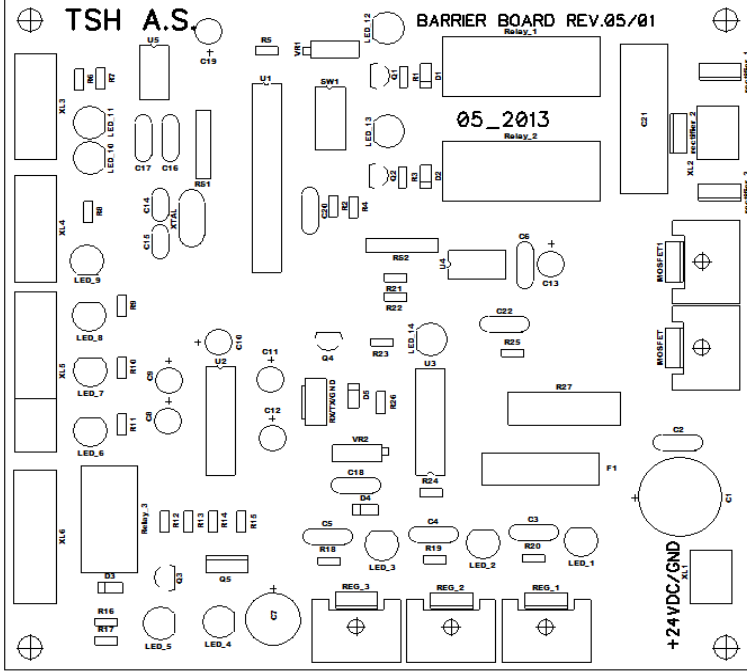 TSH A.S.
BARRIER BOARD REV.05/01
LED_12
Relay_1
C19
U5
R5
VR1
U1
SW1
Q1
R1
D1
C21
rectifier_1
rectifier_2
XL2
XL3
R6
R7
LED_11
LED_10
C17
C16
RS1
LED_13
05_2013
Relay_2
Q2
R3
D2
XL4
R8
C14
C15
XTAL
C20
R2
R4
RS2
U4
C6
C13
MOSFET1
LED_9
R21
R22
R9
LED_8
C10
Q4
R23
LED_14
C22
R25
MOSFET
XL5
R10
LED_7
C9
U2
C11
U3
RX/TX/GND
D5
R26
R27
C8
C12
R11
LED_6
VR2
C2
C18
R24
F1
C1
XL6
Relay_3
R12
R13
R14
R15
D4
C5
C4
C3
R18
LED_3
R19
LED_2
R20
LED_1
+24VDC/GND
XL1
D3
Q3
Q5
REG_3
REG_2
REG_1
C7
R16
R17
LED_5
LED_4